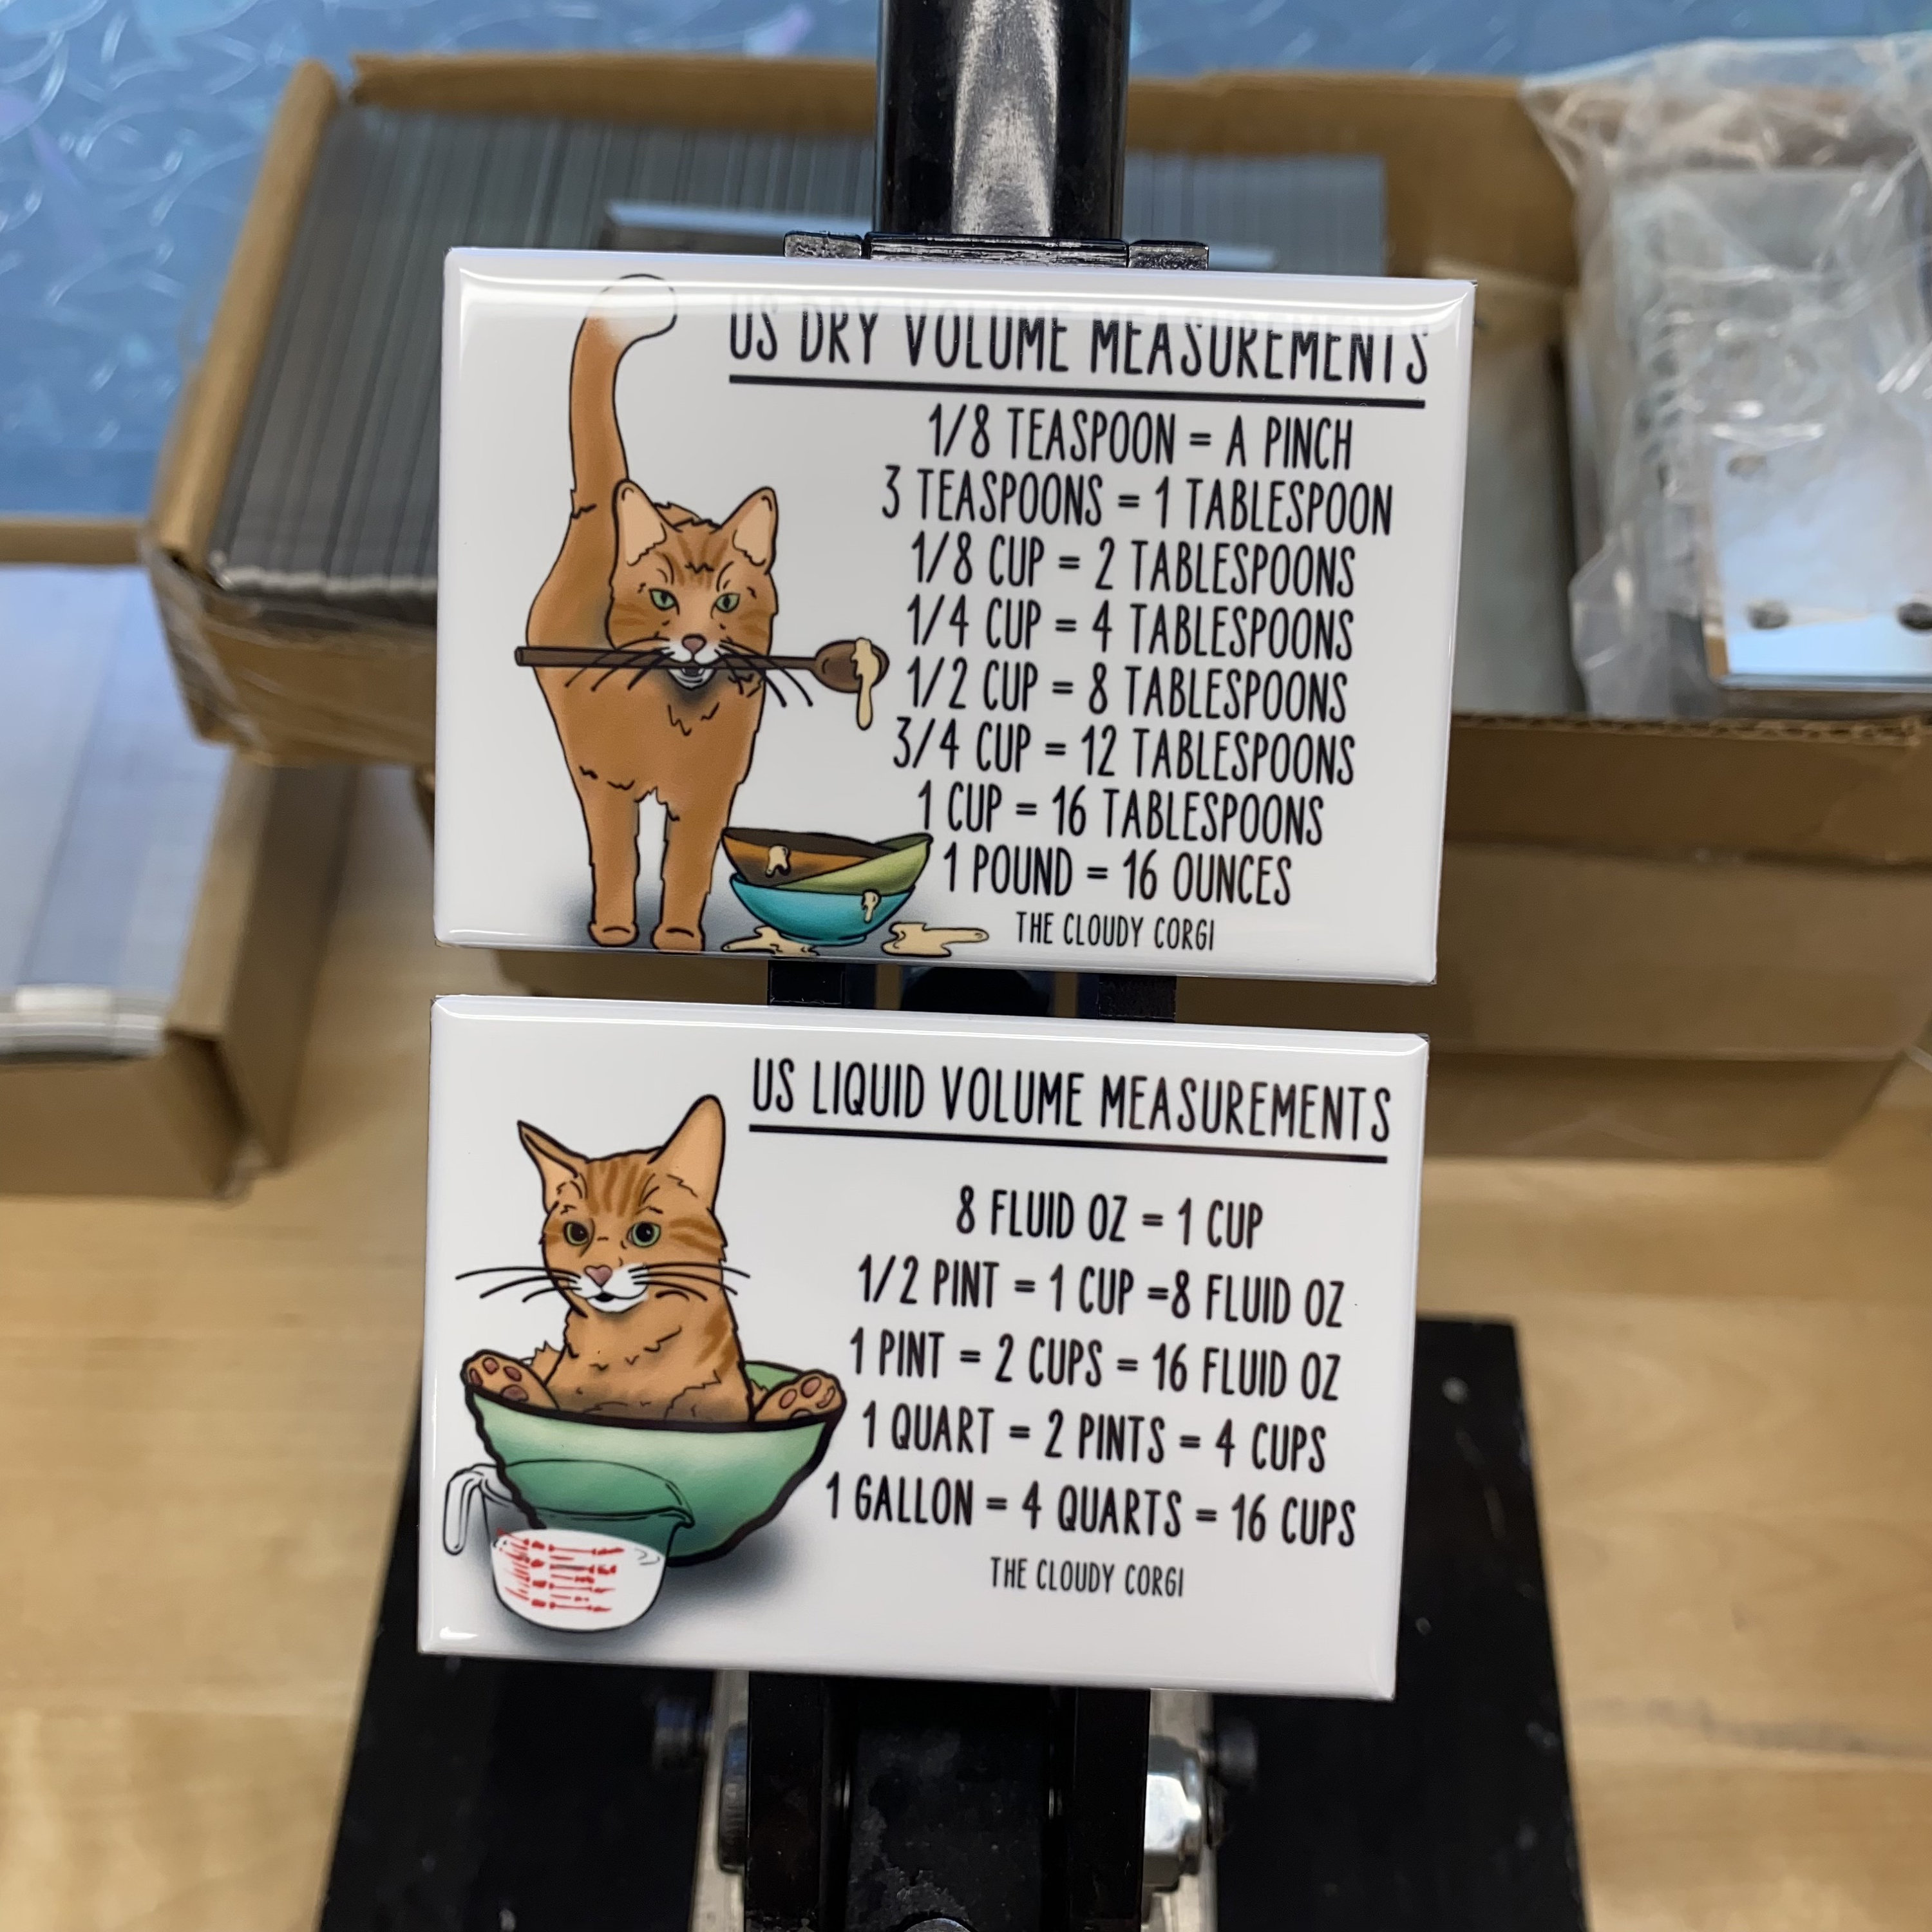 US DRY VOLUME MEASUREMENTS
1/8 TEASPOON = A PINCH
3 TEASPOONS = 1 TABLESPOON
1/8 CUP = 2 TABLESPOONS
1/4 CUP = 4 TABLESPOONS
1/2 CUP = 8 TABLESPOONS
3/4 CUP = 12 TABLESPOONS
1 CUP = 16 TABLESPOONS
1 POUND = 16 OUNCES
THE CLOUDY CORGI
US LIQUID VOLUME MEASUREMENTS
8 FLUID OZ = 1 CUP
1/2 PINT = 1 CUP =8 FLUID OZ
1 PINT = 2 CUPS = 16 FLUID OZ
1 QUART = 2 PINTS = 4 CUPS
1 GALLON = 4 QUARTS = 16 CUPS
THE CLOUDY CORGI